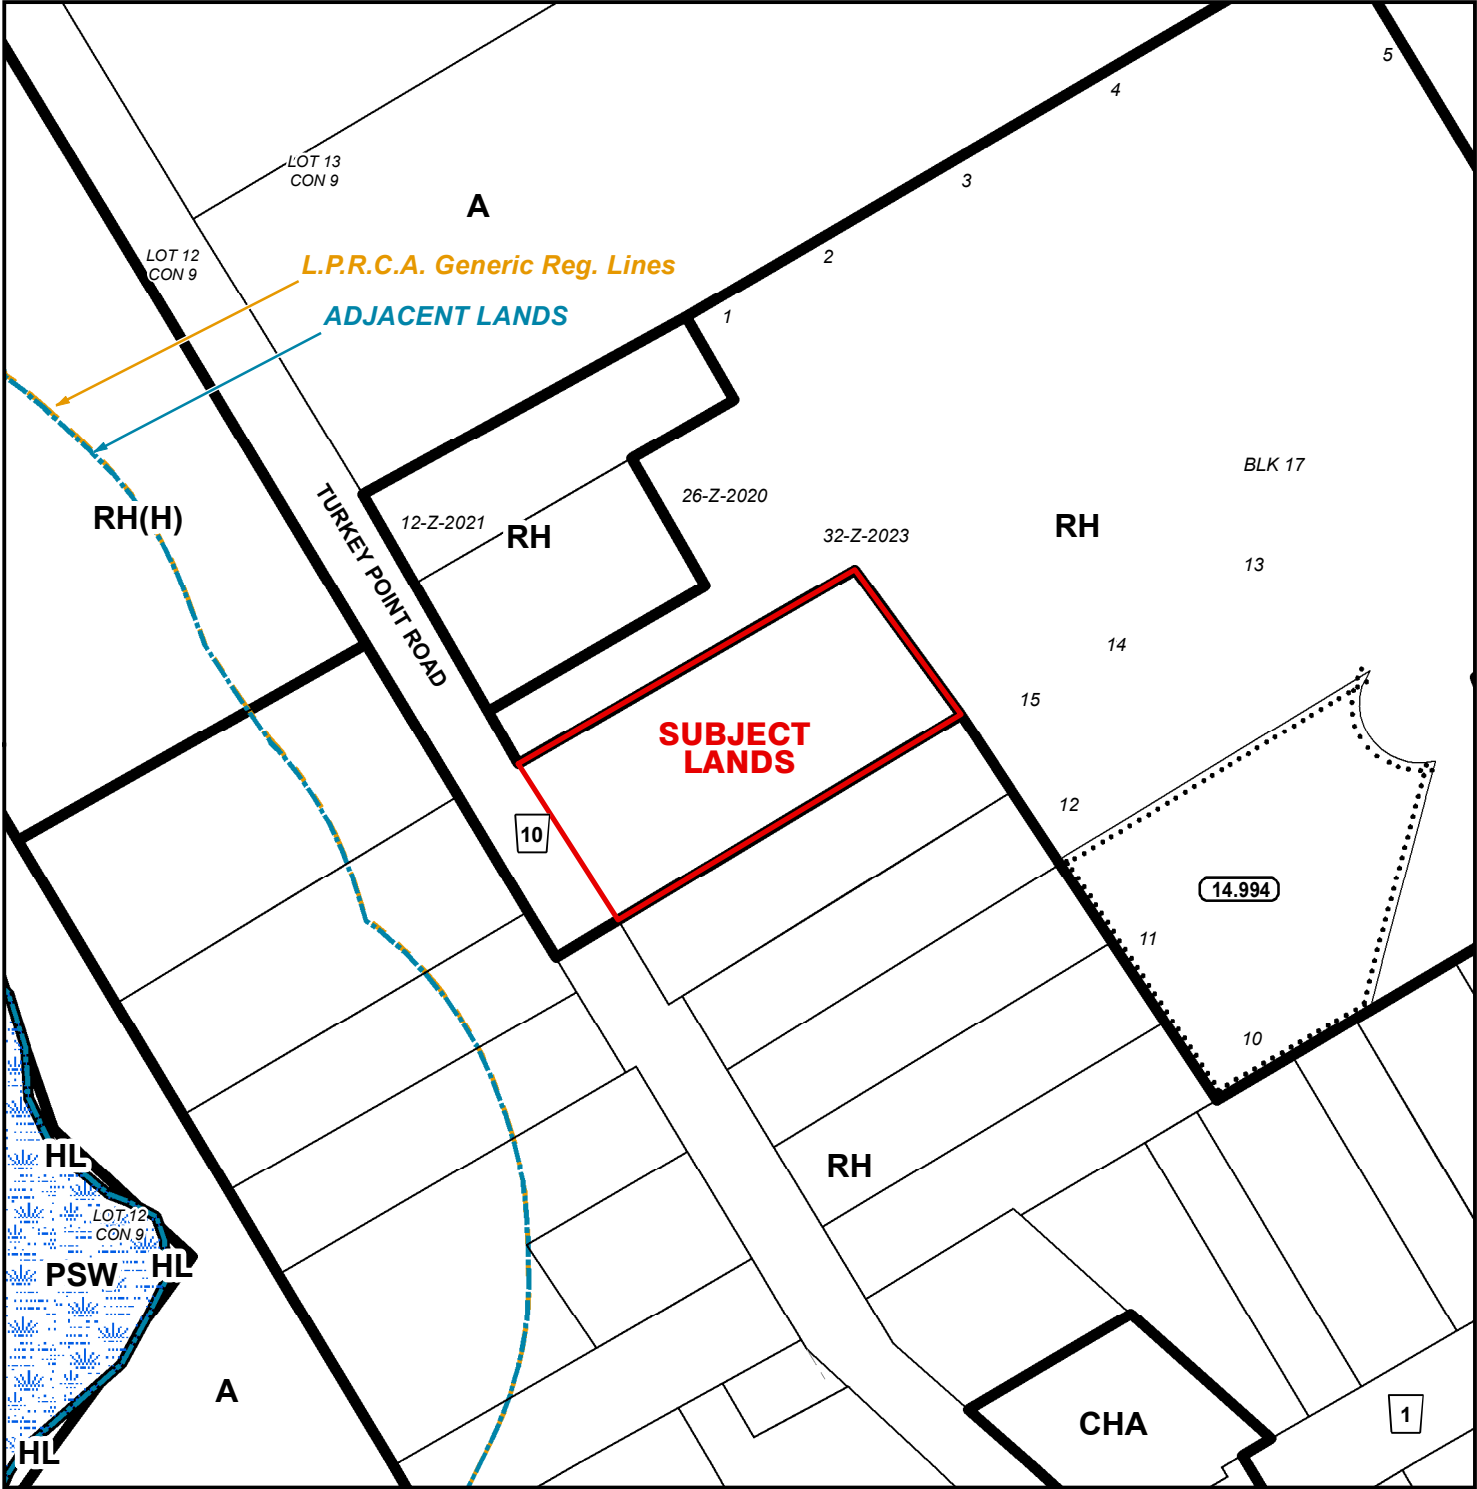 5
4
LOT 13
CON 9
3
A
2
LOT 12
CON 9
L.P.R.C.A. Generic Reg. Lines
ADJACENT LANDS
1
BLK 17
26-Z-2020
RH(H)
12-Z-2021
RH
RH
32-Z-2023
13
TURKEY POINT ROAD
14
15
SUBJECT
LANDS
12
10
14.994
11
10
HL
RH
LOT 12
CON 9
HL
PSW
A
1
CHA
HL